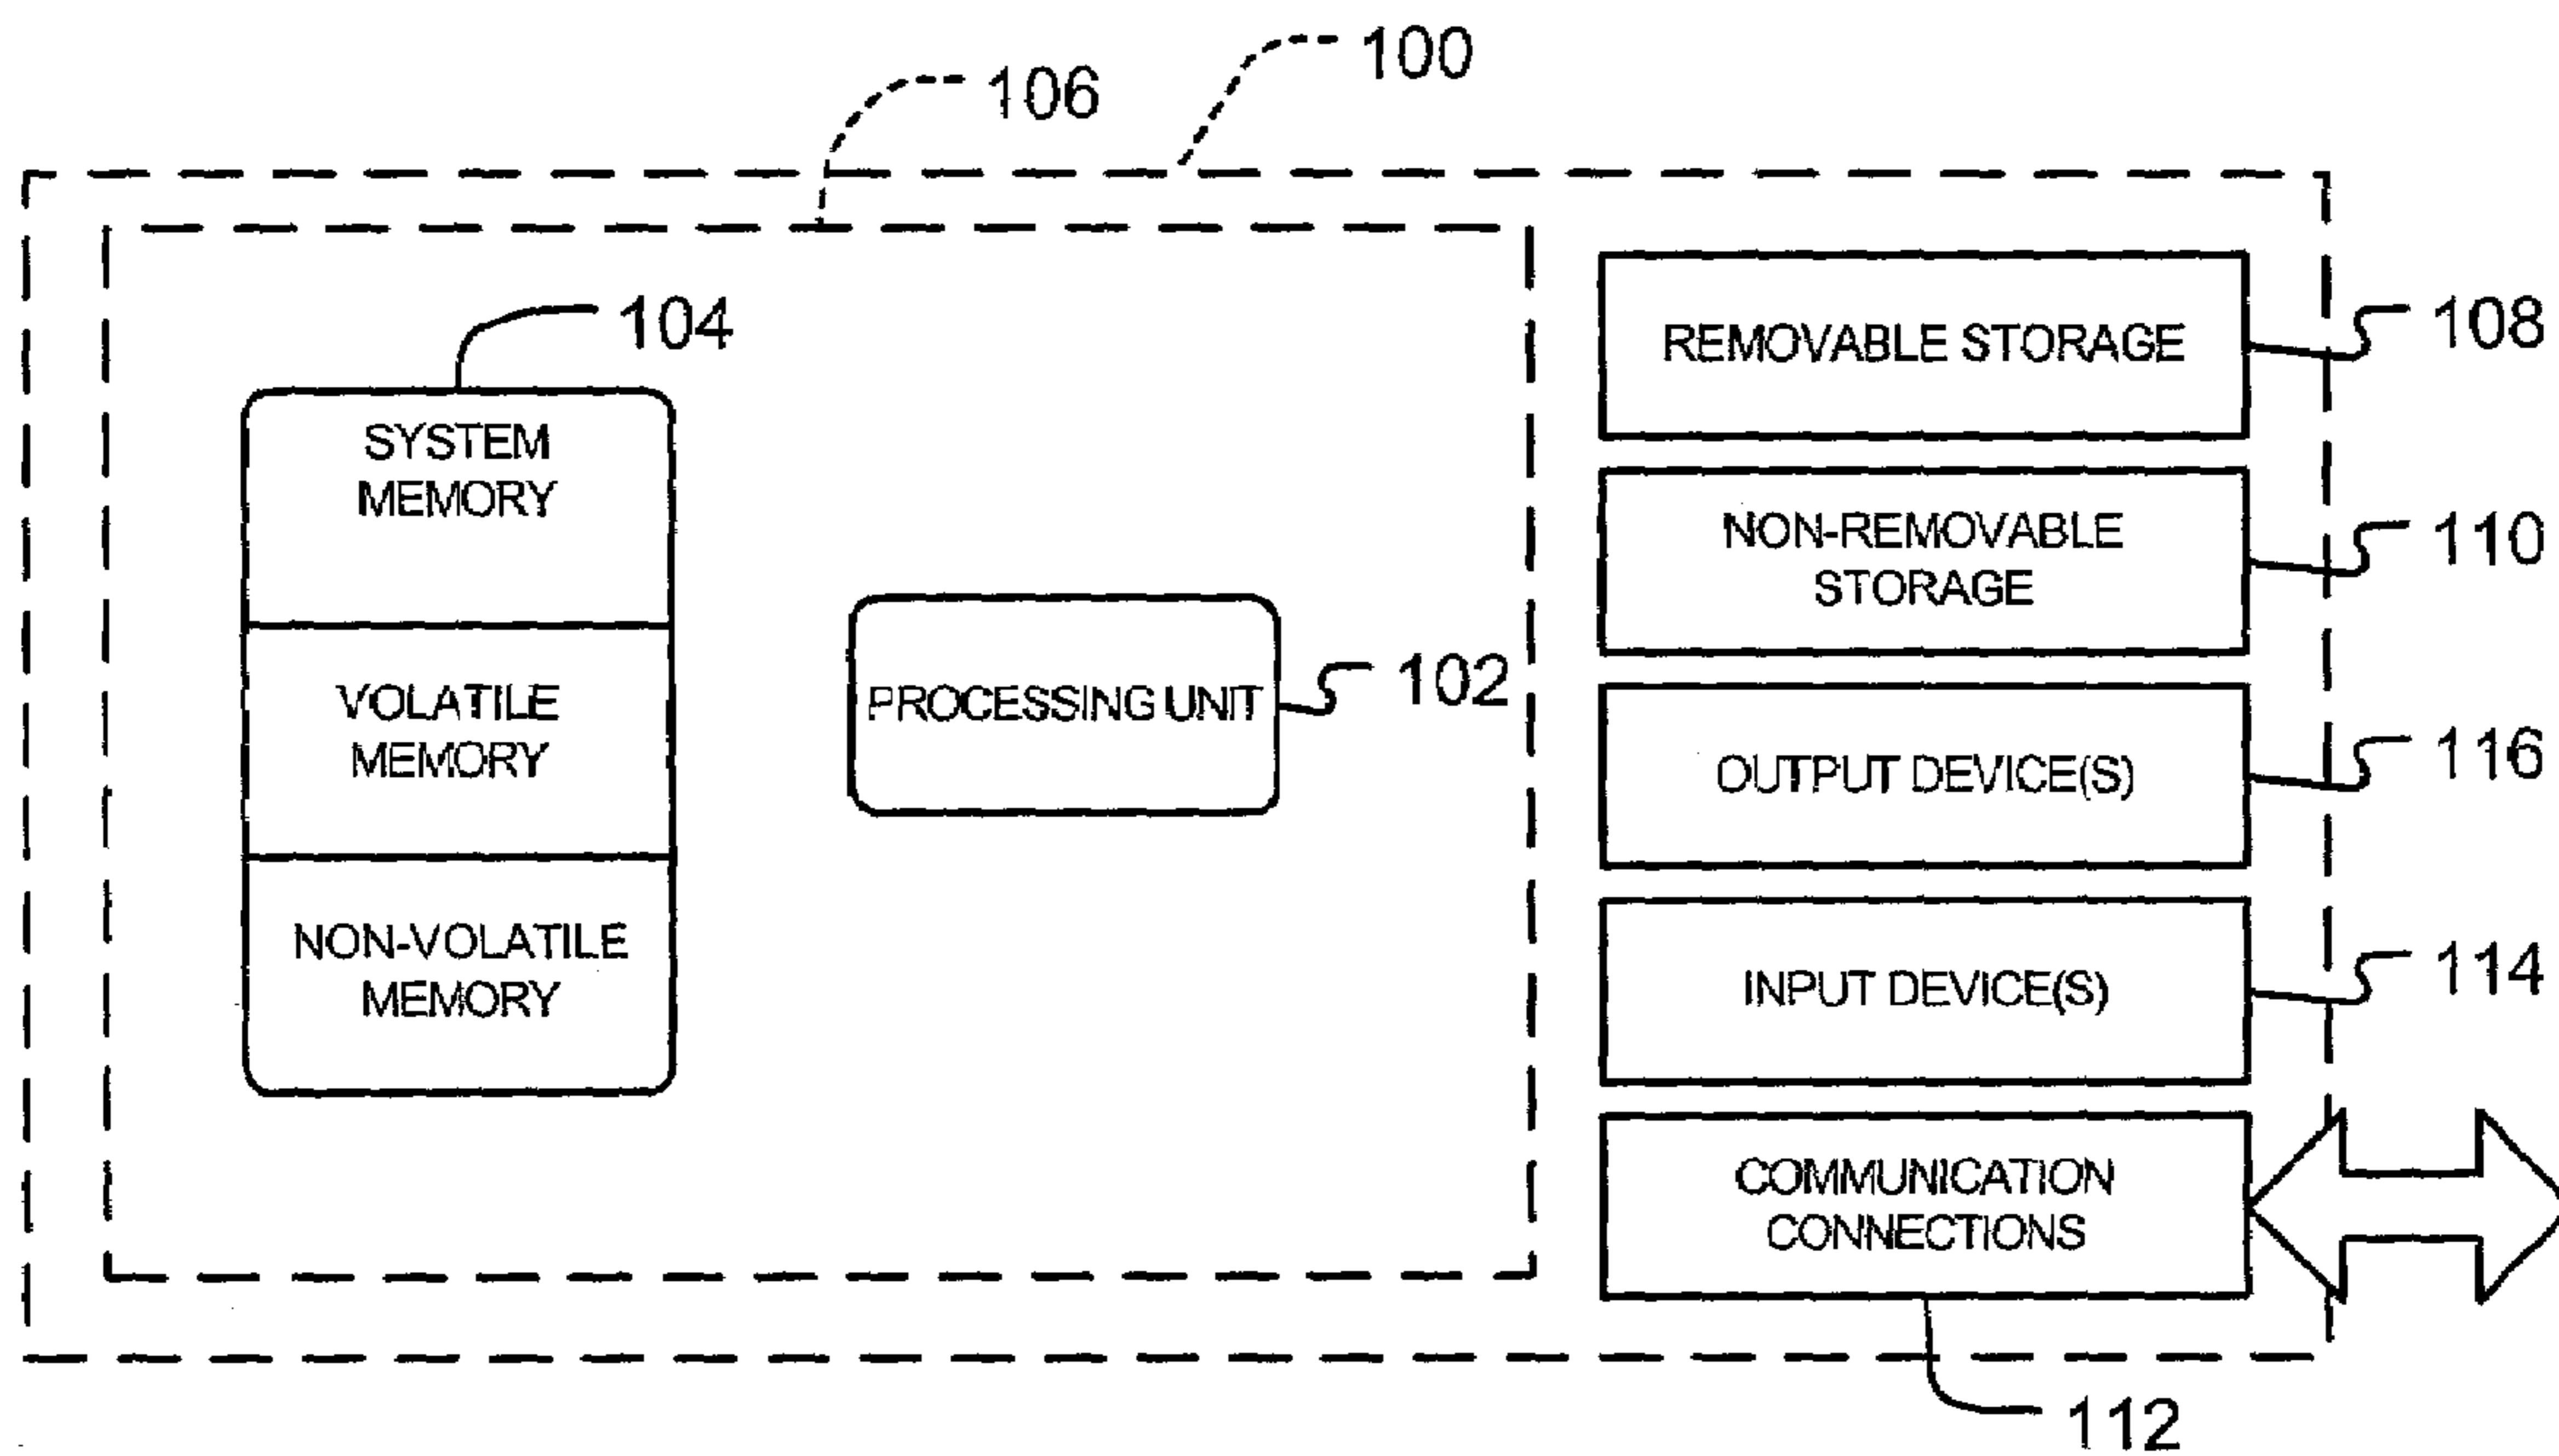 100
106
104
SYSTEM
MEMORY
VOLATILE
MEMORY
NON-VOLATILE
MEMORY
PROCESSING UNIT
102
REMOVABLE STORAGE
108
NON-REMOVABLE
STORAGE
110
OUTPUT DEVICE(S)
116
INPUT DEVICE(S)
114
COMMUNICATION
CONNECTIONS
112